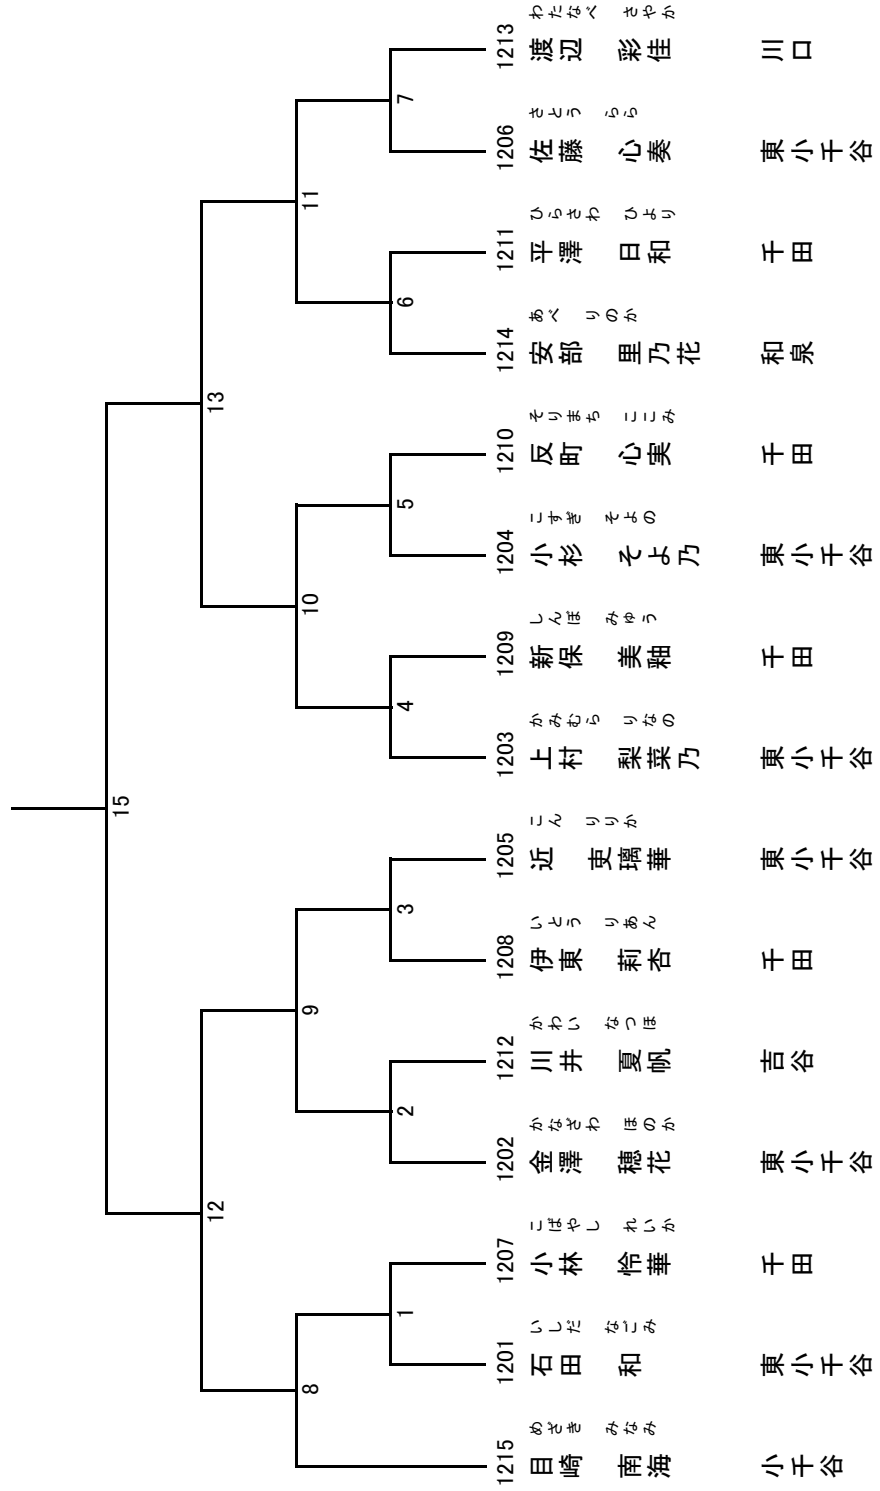 15
13
12
11
10
9
8
7
6
5
4
3
2
1
わたなべ さやか
1213 渡辺 彩佳 川口
さとう らら
1206 佐藤 心奏 東小千谷
ひらさわ ひより
1211 平澤 日和 千田
あべ りのか
1214 安部 里乃花 和泉
そりまち ここみ
1210 反町 心実 千田
こすぎ そよの
1204 小杉 そよ乃 東小千谷
しんぼ みゆう
1209 新保 美釉 千田
かみむら りなの
1203 上村 梨菜乃 東小千谷
こん りりか
1205 近 吏璃華 東小千谷
いとう りあん
1208 伊東 莉杏 千田
かわい なつほ
1212 川井 夏帆 吉谷
かなざわ ほのか
1202 金澤 穂花 東小千谷
こばやし れいか
1207 小林 怜華 千田
いしだ なごみ
1201 石田 和 東小千谷
めざき みなみ
1215 目崎 南海 小千谷